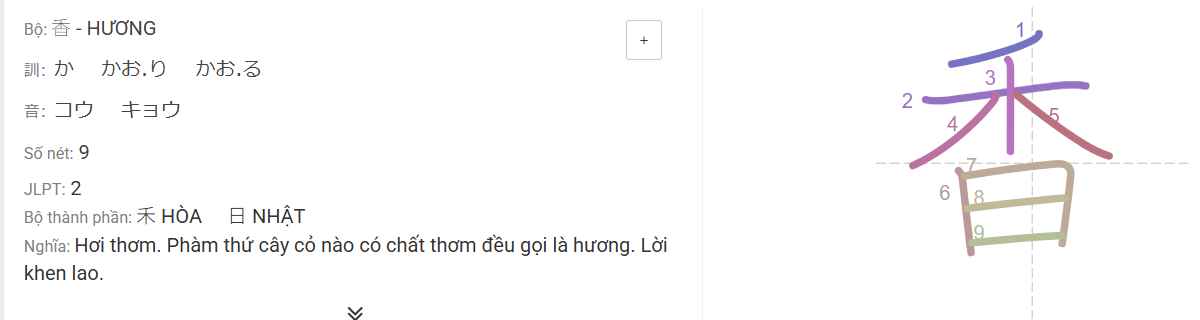 Bộ: 香 - HƯƠNG
+
訓: か かお.り かお.る
音: コウ キョウ
Số nét: 9
JLPT: 2
Bộ thành phần: 禾 HÒA 日 NHẬT
Nghĩa: Hơi thơm. Phàm thứ cây cỏ nào có chất thơm đều gọi là hương. Lời
khen lao.
香
1
2
3
4
5
6
7
8
9